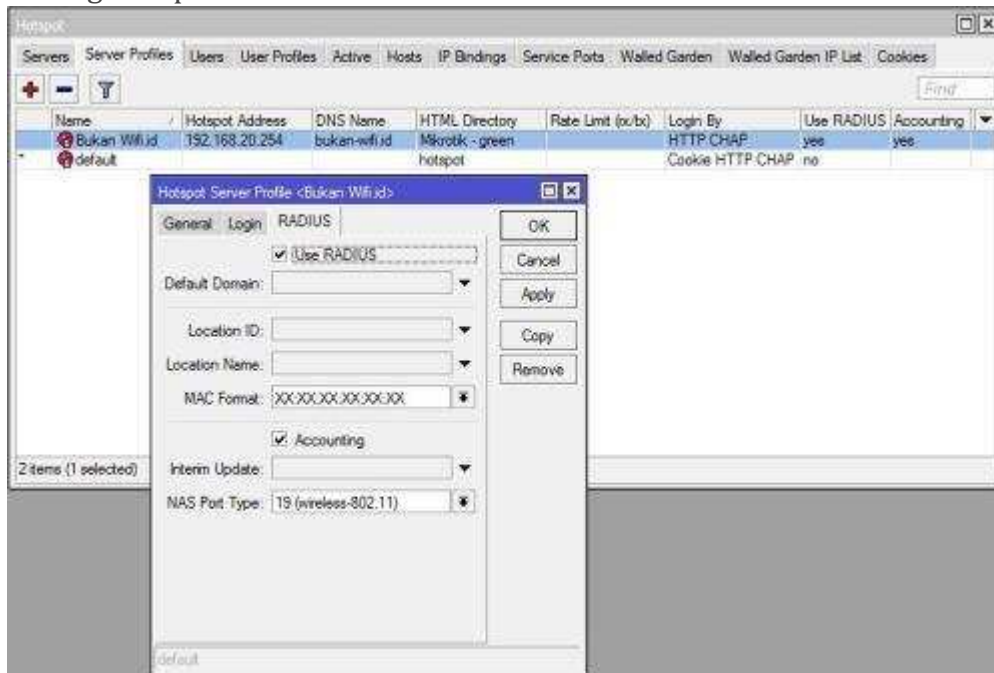 Hotspot
Servers Server Profiles Users User Profiles Active Hosts IP Bindings Service Ports Walled Garden Walled Garden IP List Cookies
Find
Name / Hotspot Address DNS Name HTML Directory Rate Limit (rx/tx) Login By Use RADIUS Accounting
Bukan Wifi.id 192.168.20.254 bukan-wifi.id Mikrotik - green HTTP CHAP yes yes
* default hotspot Cookie HTTP CHAP no
Hotspot Server Profile <Bukan Wifi.id>
General Login RADIUS
OK
Use RADIUS
Cancel
Default Domain:
Apply
Location ID:
Copy
Location Name:
Remove
MAC Format: XX:XX:XX:XX:XX:XX
Accounting
2 items (1 selected)
Interim Update:
NAS Port Type: 19 (wireless-802.11)
default